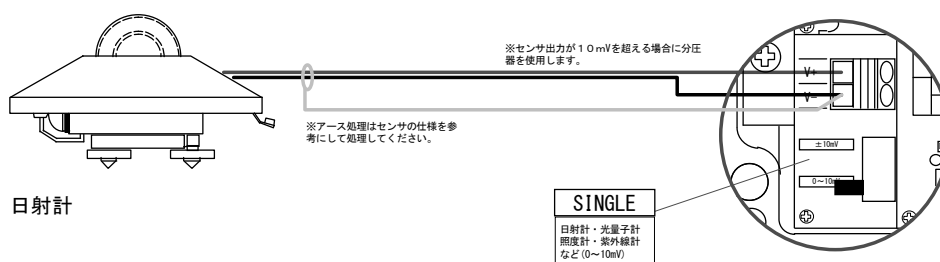 ※センサ出力が１０mVを超える場合に分圧
器を使用します。
V+
V-
※アース処理はセンサの仕様を参
考にして処理してください。
±10mV
0～10mV
日射計
SINGLE
日射計・光量子計
照度計・紫外線計
など(0～10mV)